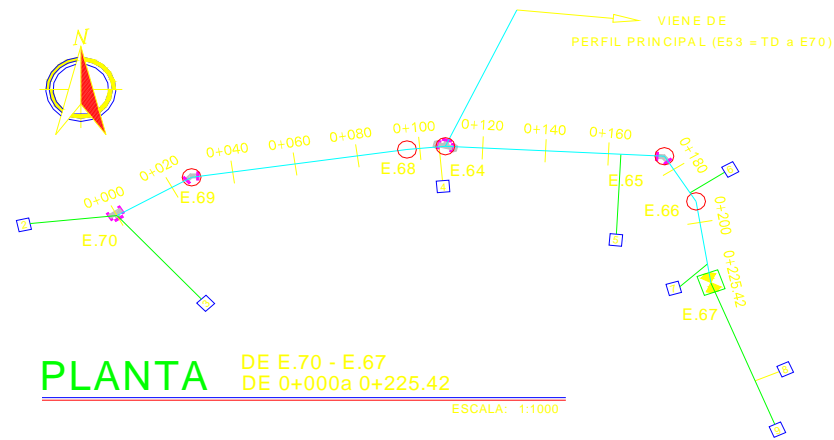 VIENE DE
PERFIL PRINCIPAL (E53 = TD a E70)
N
0+000
0+020
0+040
0+060
0+080
0+100
0+120
0+140
0+160
0+180
0+200
0+225.42
E.70
E.69
E.68
E.64
E.65
E.66
E.67
PLANTA
DE E.70 - E.67
DE 0+000a 0+225.42
ESCALA: 1:1000